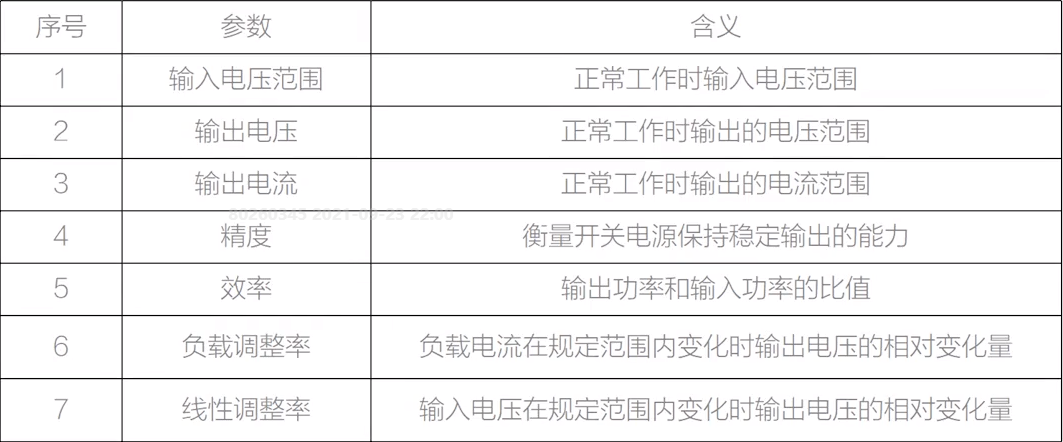 序号 参数 含义
1 输入电压范围 正常工作时输入电压范围
2 输出电压 正常工作时输出的电压范围
3 输出电流 正常工作时输出的电流范围
4 精度 衡量开关电源保持稳定输出的能力
5 效率 输出功率和输入功率的比值
6 负载调整率 负载电流在规定范围内变化时输出电压的相对变化量
7 线性调整率 输入电压在规定范围内变化时输出电压的相对变化量